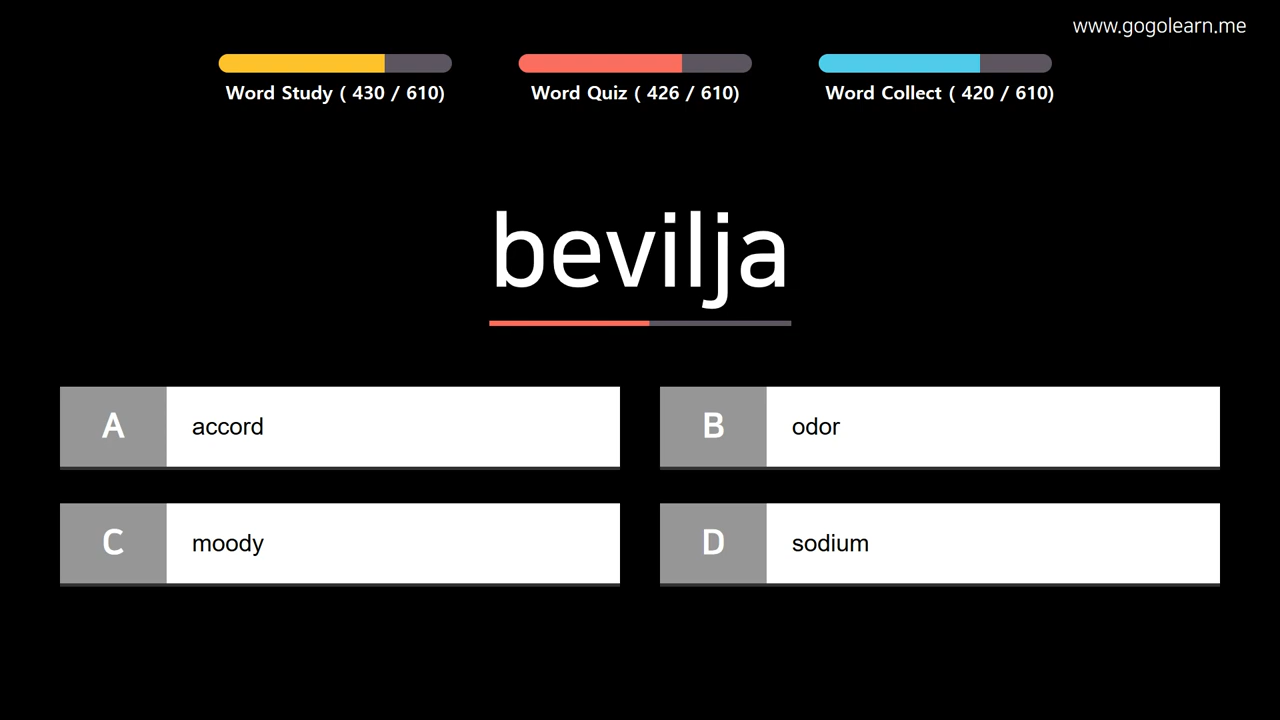 www.gogolearn.me
Word Study ( 430 / 610)
Word Quiz ( 426 / 610)
Word Collect ( 420 / 610)
bevilja
A accord
B odor
C moody
D sodium